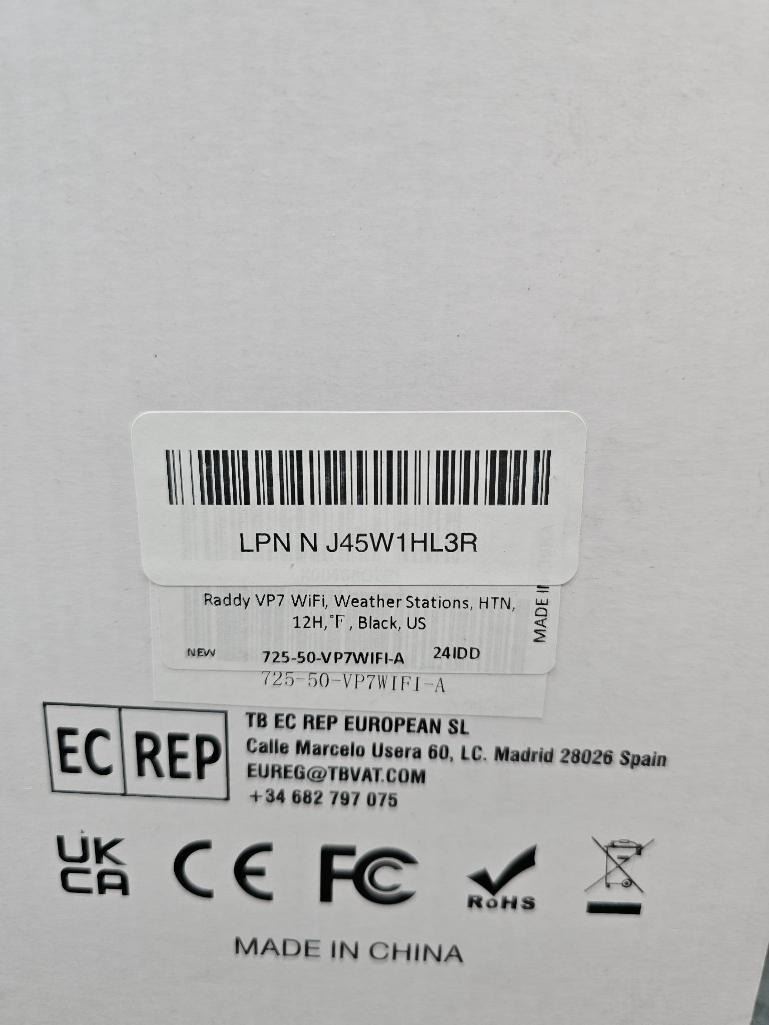 LPN N J45W1HL3R
Raddy VP7 WiFi, Weather Stations, HTN,
12H,°F, Black, US
NEW 725-50-VP7WIFI-A 24IDD
MADE IN
725-50-VP7WIFI-A
EC REP
TB EC REP EUROPEAN SL
Calle Marcelo Usera 60, LC. Madrid 28026 Spain
EUREG@TBVAT.COM
+34 682 797 075
UK
CA
CE
FC
RoHS
MADE IN CHINA